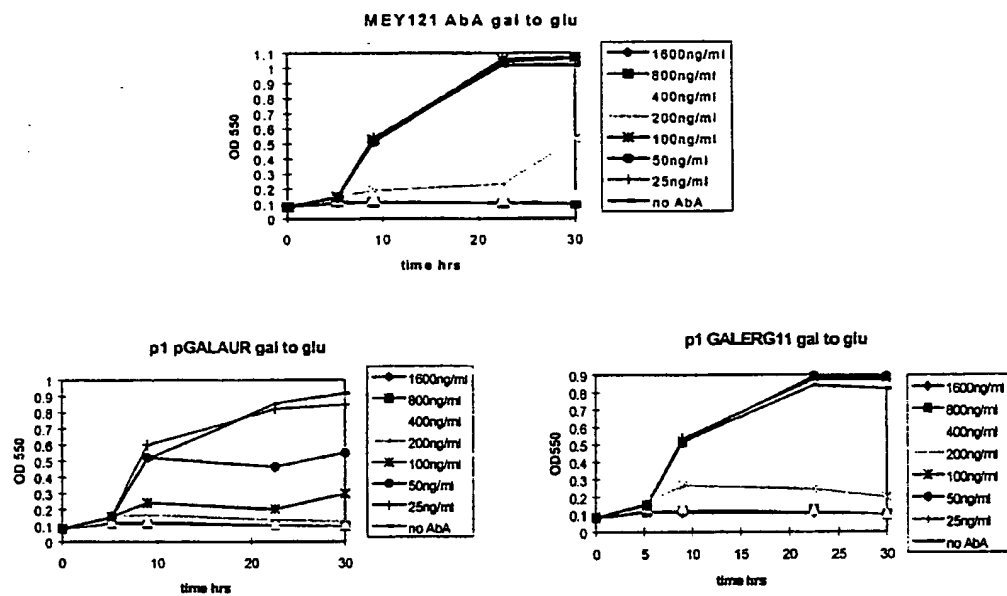 MEY121 AbA gal to glu
OD 550
1.1
1
0.9
0.8
0.7
0.6
0.5
0.4
0.3
0.2
0.1
0
0
10
20
30
time hrs
1600ng/ml
800ng/ml
400ng/ml
200ng/ml
100ng/ml
50ng/ml
25ng/ml
no AbA
p1 pGALAUR gal to glu
OD550
1
0.9
0.8
0.7
0.6
0.5
0.4
0.3
0.2
0.1
0
0
10
20
30
time hrs
1600ng/ml
800ng/ml
400ng/ml
200ng/ml
100ng/ml
50ng/ml
25ng/ml
no AbA
p1 GALERG11 gal to glu
OD550
0.9
0.8
0.7
0.6
0.5
0.4
0.3
0.2
0.1
0
0
5
10
15
20
25
30
time hrs
1600ng/ml
800ng/ml
400ng/ml
200ng/ml
100ng/ml
50ng/ml
25ng/ml
no AbA